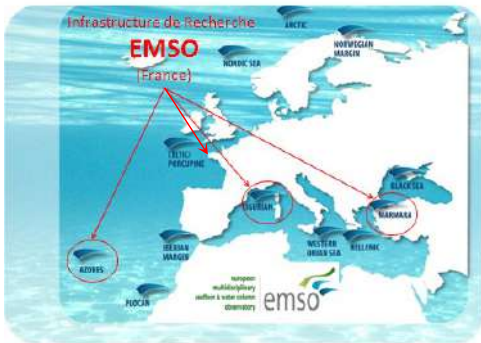 Infrastructure de Recherche
EMSO
(France)
ARCTIC
NORWEGIAN
MARGIN
NORDIC SEA
CELTIC/
PORCUPINE
BLACK SEA
LIGURIAN
MARMARA
IBERIAN
MARGIN
WESTERN
IONIAN SEA
HELLENIC
AZORES
PLOCAN
european
multidisciplinary
seafloor & water column
observatory
emso